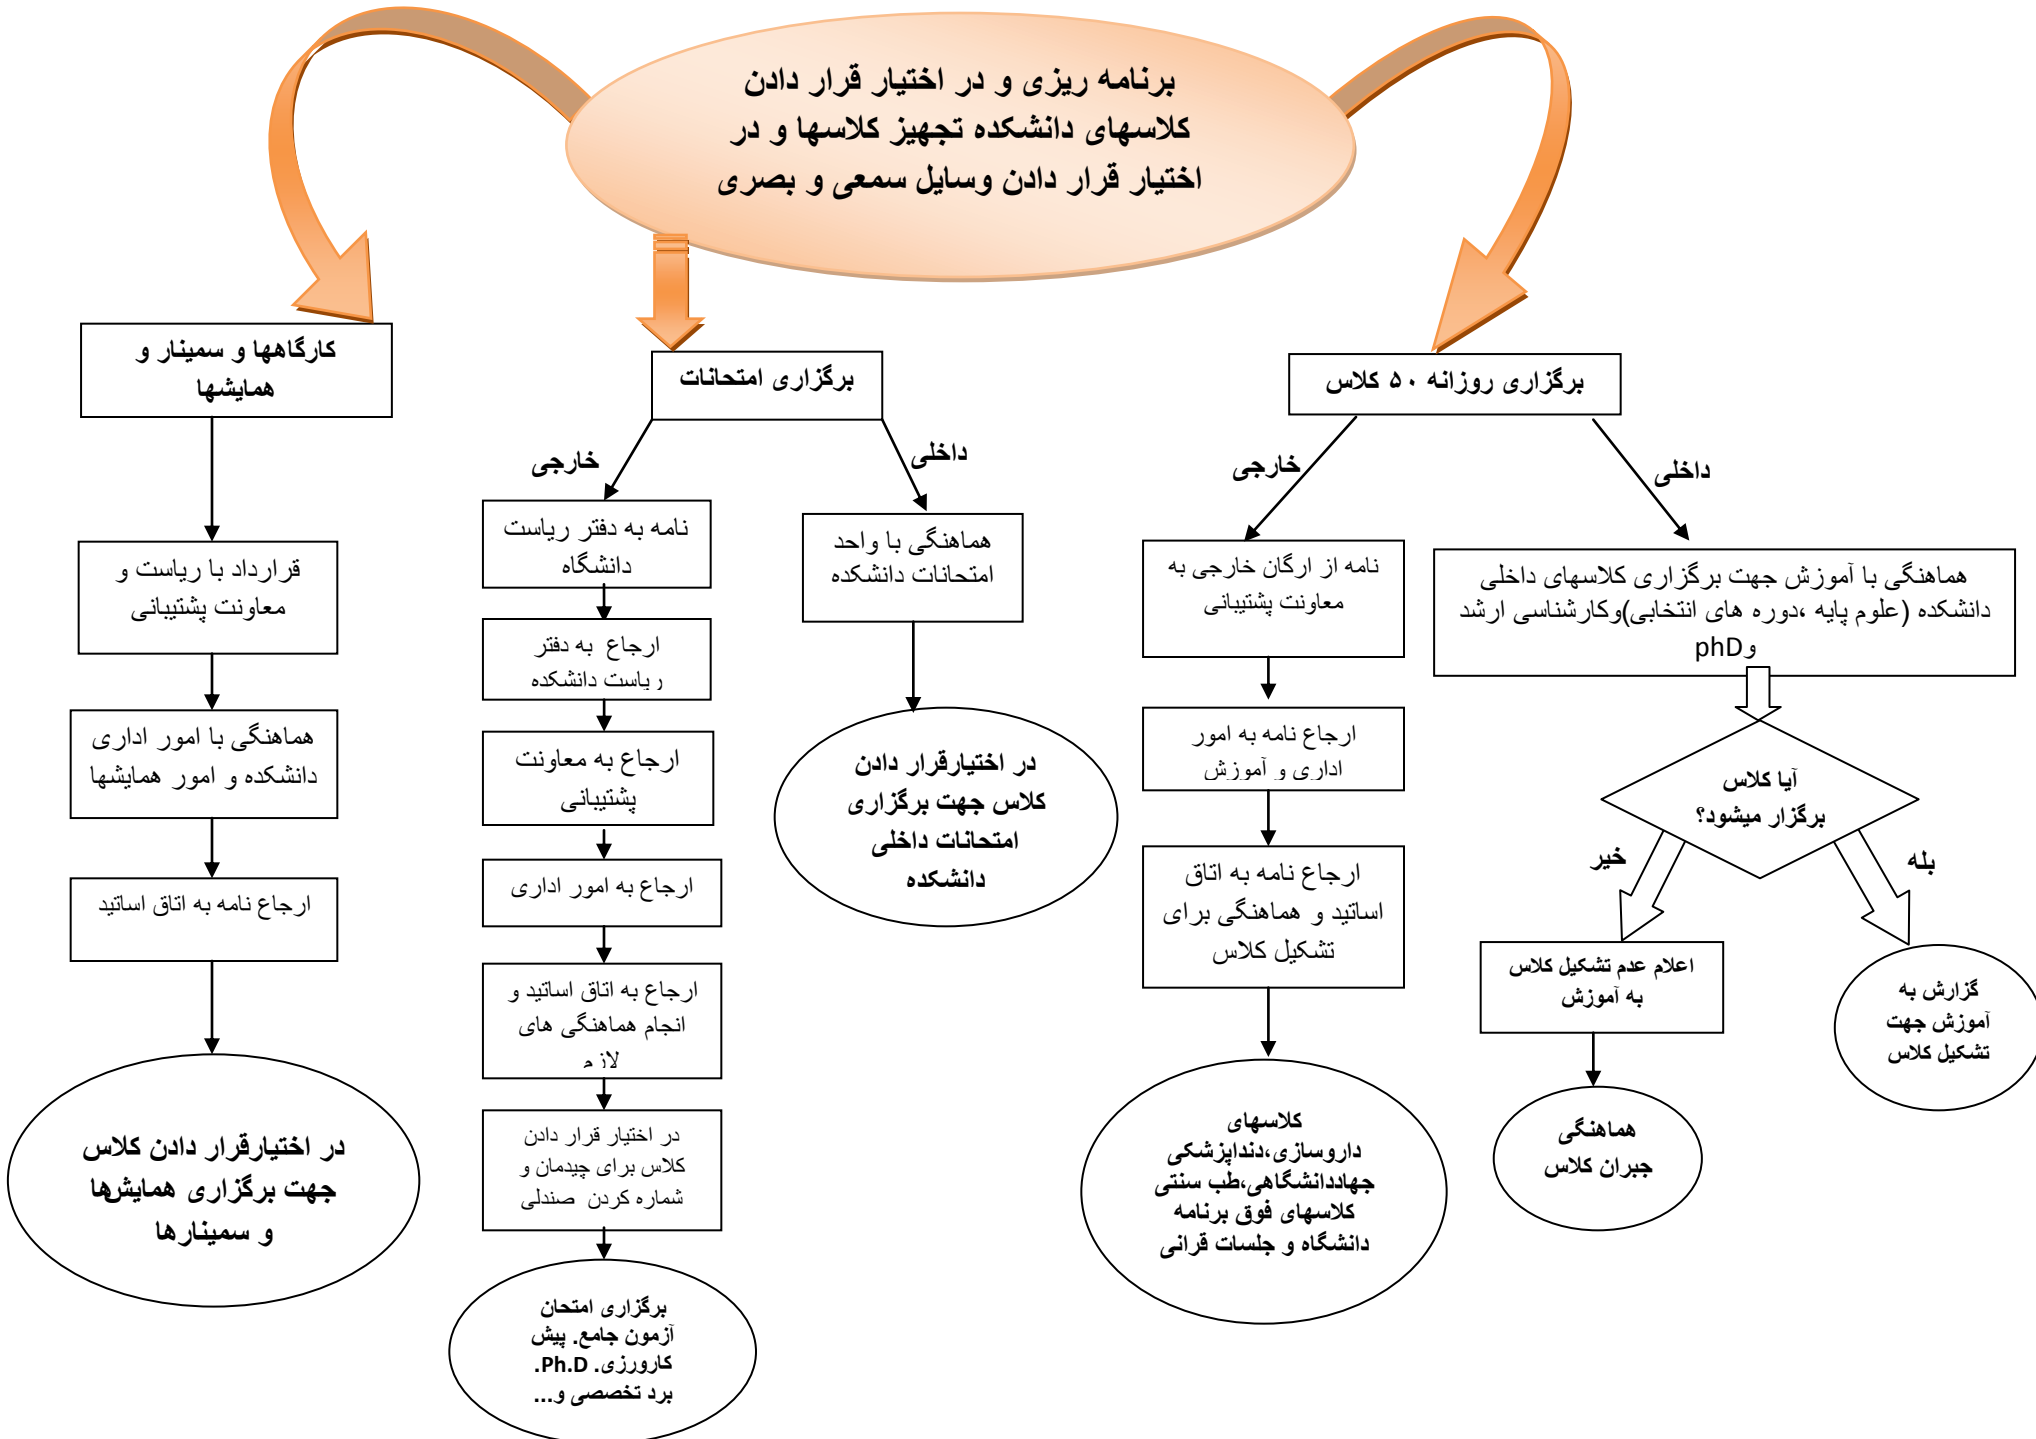 برنامه ریزی و در اختیار قرار دادن
کلاسهای دانشکده تجهیز کلاسها و در
اختیار قرار دادن وسایل سمعی و بصری
برگزاری روزانه ۵۰ کلاس
داخلی
خارجی
هماهنگی با آموزش جهت برگزاری کلاسهای داخلی
دانشکده (علوم پایه ،دوره های انتخابی)وکارشناسی ارشد
وphD
آیا کلاس
برگزار میشود؟
بله
خیر
گزارش به
آموزش جهت
تشکیل کلاس
اعلام عدم تشکیل کلاس
به آموزش
هماهنگی
جبران کلاس
نامه از ارگان خارجی به
معاونت پشتیبانی
ارجاع نامه به امور
اداری و آموزش
ارجاع نامه به اتاق
اساتید و هماهنگی برای
تشکیل کلاس
کلاسهای
داروسازی،دنداپزشکی
جهاددانشگاهی،طب سنتی
کلاسهای فوق برنامه
دانشگاه و جلسات قرانی
برگزاری امتحانات
داخلی
خارجی
هماهنگی با واحد
امتحانات دانشکده
در اختیارقرار دادن
کلاس جهت برگزاری
امتحانات داخلی
دانشکده
نامه به دفتر ریاست
دانشگاه
ارجاع به دفتر
ریاست دانشکده
ارجاع به معاونت
پشتیبانی
ارجاع به امور اداری
ارجاع به اتاق اساتید و
انجام هماهنگی های
لازم
در اختیار قرار دادن
کلاس برای چیدمان و
شماره کردن صندلی
برگزاری امتحان
آزمون جامع. پیش
کارورزی. Ph.D.
برد تخصصی و...
کارگاهها و سمینار و
همایشها
قرارداد با ریاست و
معاونت پشتیبانی
هماهنگی با امور اداری
دانشکده و امور همایشها
ارجاع نامه به اتاق اساتید
در اختیارقرار دادن کلاس
جهت برگزاری همایش‌ها
و سمینارها